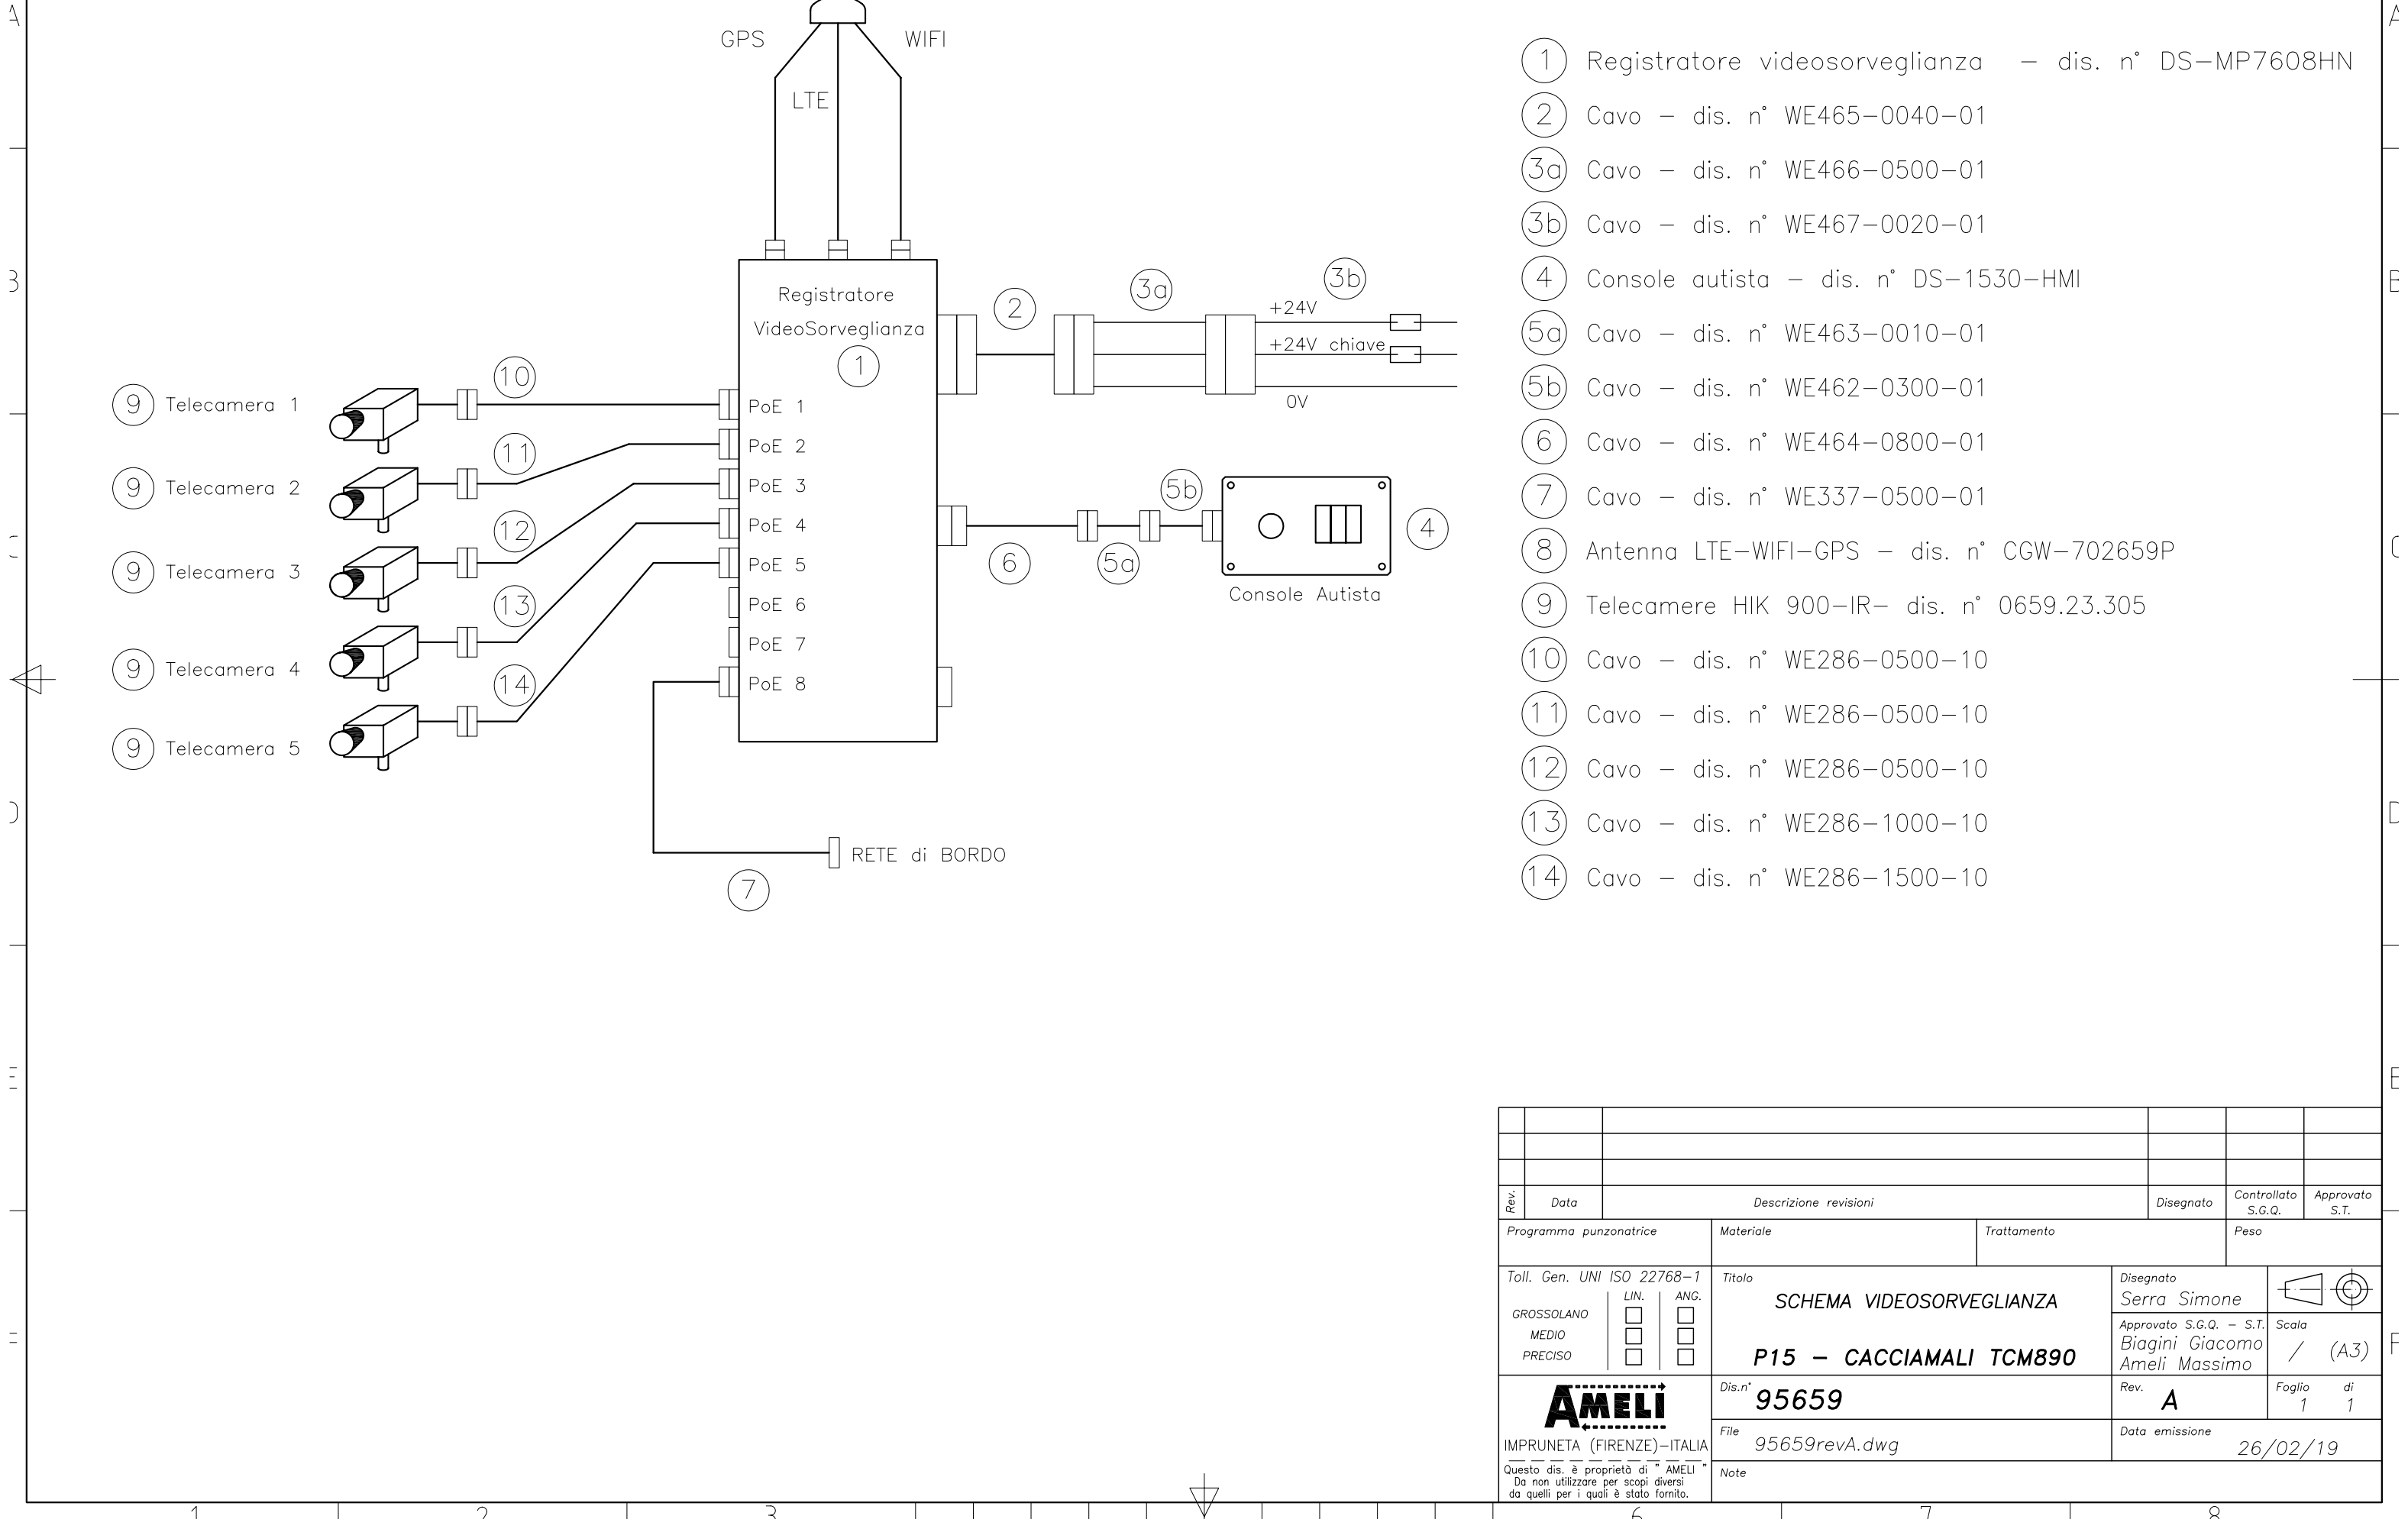 A
A
GPS
WIFI
LTE
1 Registratore videosorveglianza – dis. n° DS–MP7608HN
2 Cavo – dis. n° WE465–0040–01
3a Cavo – dis. n° WE466–0500–01
3b Cavo – dis. n° WE467–0020–01
4 Console autista – dis. n° DS–1530–HMI
5a Cavo – dis. n° WE463–0010–01
5b Cavo – dis. n° WE462–0300–01
6 Cavo – dis. n° WE464–0800–01
7 Cavo – dis. n° WE337–0500–01
8 Antenna LTE–WIFI–GPS – dis. n° CGW–702659P
9 Telecamere HIK 900–IR– dis. n° 0659.23.305
10 Cavo – dis. n° WE286–0500–10
11 Cavo – dis. n° WE286–0500–10
12 Cavo – dis. n° WE286–0500–10
13 Cavo – dis. n° WE286–1000–10
14 Cavo – dis. n° WE286–1500–10
Registratore
VideoSorveglianza
1
2
3a
3b
+24V
+24V chiave
0V
PoE 1
PoE 2
PoE 3
PoE 4
PoE 5
PoE 6
PoE 7
PoE 8
9 Telecamera 1
9 Telecamera 2
9 Telecamera 3
9 Telecamera 4
9 Telecamera 5
10
11
12
13
14
6
5a
5b
4
Console Autista
RETE di BORDO
7
B
B
C
C
D
D
E
E
F
F
Rev.
Data
Descrizione revisioni
Disegnato
Controllato
S.G.Q.
Approvato
S.T.
Programma punzonatrice
Materiale
Trattamento
Peso
Toll. Gen. UNI ISO 22768–1
LIN. ANG.
GROSSOLANO
MEDIO
PRECISO
Titolo
SCHEMA VIDEOSORVEGLIANZA
P15 – CACCIAMALI TCM890
Disegnato
Serra Simone
Approvato S.G.Q. – S.T.
Biagini Giacomo
Ameli Massimo
Scala
/ (A3)
AMELI
IMPRUNETA (FIRENZE)–ITALIA
Questo dis. è proprietà di " AMELI "
Da non utilizzare per scopi diversi
da quelli per i quali è stato fornito.
Dis.n° 95659
Rev. A
Foglio di
1 1
File 95659revA.dwg
Data emissione
26/02/19
Note
1 2 3 6 7 8